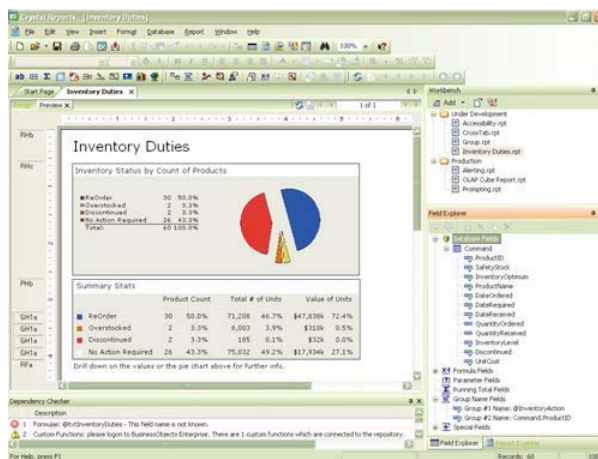 Crystal Reports - [Inventory Duties]
File Edit View Insert Format Database Report Window Help
100%
Start Page Inventory Duties
Design Preview 1 of 1
RHb
Inventory Duties
RHc
Inventory Status by Count of Products
ReOrder 30 50.0%
Overstocked 2 3.3%
Discontinued 2 3.3%
No Action Required 26 43.3%
Total: 60 100.0%
PHb
Summary Stats
Product Count Total # of Units Value of Units
GH1a ReOrder 30 50.0% 71,208 46.7% $47,838k 72.4%
GH1a Overstocked 2 3.3% 6,003 3.9% $310k 0.5%
GH1a Discontinued 2 3.3% 185 0.1% $32k 0.0%
GH1a No Action Required 26 43.3% 75,032 49.2% $17,934k 27.1%
RFa Drill down on the values or the pie chart above for further info.
Dependency Checker
Description
1 Formulas: @txtInventoryDuties - This field name is not known.
2 Custom Functions: please logon to BusinessObjects Enterprise. There are 1 custom functions which are connected to the repository.
For Help, press F1
Workbench
Add
Under Development
Accessibility.rpt
CrossTab.rpt
Group.rpt
Inventory Duties.rpt
Production
Alerting.rpt
OLAP Cube Report.rpt
Prompting.rpt
Field Explorer
Database Fields
Command
ProductID
SafetyStock
InventoryOptimum
ProductName
DateOrdered
DateRequired
DateReceived
QuantityOrdered
QuantityReceived
InventoryLevel
Discontinued
UnitCost
Formula Fields
Parameter Fields
Running Total Fields
Group Name Fields
Group #1 Name: @InventoryAction
Group #2 Name: Command.ProductID
Special Fields
Field Explorer Report Explorer
Records: 60 100